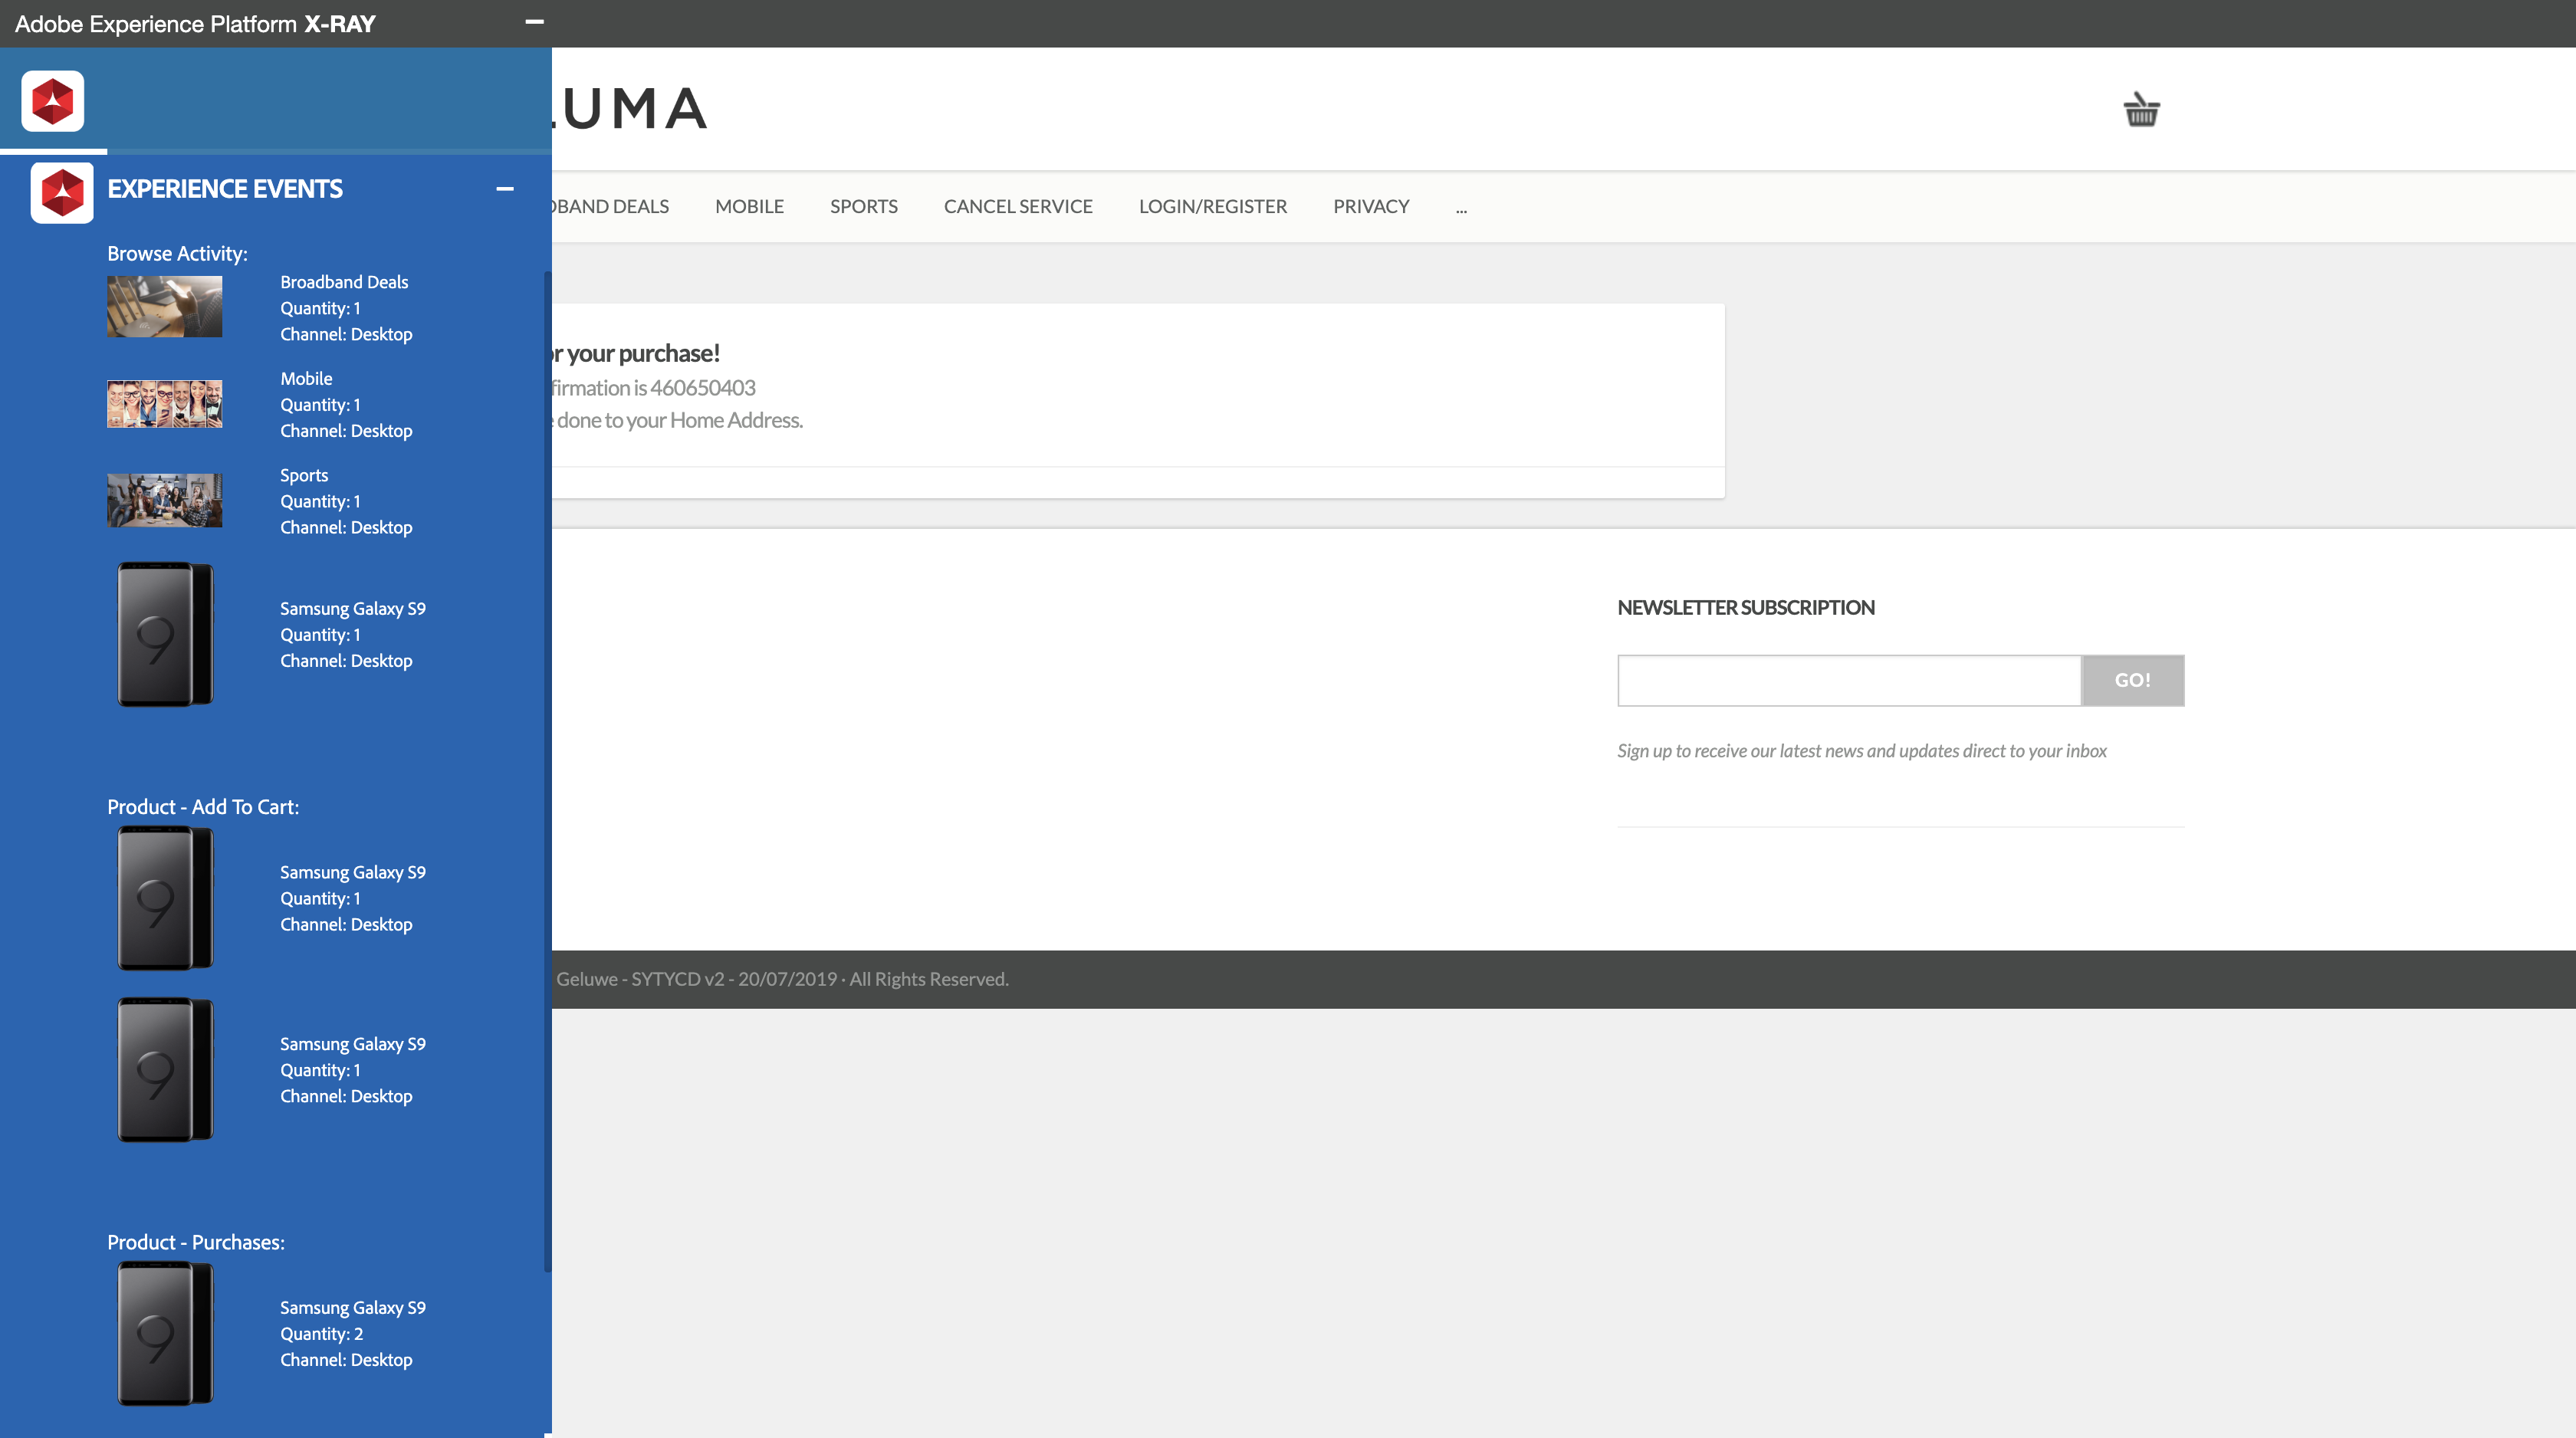 Adobe Experience Platform X-RAY
EXPERIENCE EVENTS
Browse Activity:
Broadband Deals
Quantity: 1
Channel: Desktop
Mobile
Quantity: 1
Channel: Desktop
Sports
Quantity: 1
Channel: Desktop
Samsung Galaxy S9
Quantity: 1
Channel: Desktop
Product - Add To Cart:
Samsung Galaxy S9
Quantity: 1
Channel: Desktop
Samsung Galaxy S9
Quantity: 1
Channel: Desktop
Product - Purchases:
Samsung Galaxy S9
Quantity: 2
Channel: Desktop
UMA
DBAND DEALS MOBILE SPORTS CANCEL SERVICE LOGIN/REGISTER PRIVACY ...
or your purchase!
firmation is 460650403
e done to your Home Address.
NEWSLETTER SUBSCRIPTION
GO!
Sign up to receive our latest news and updates direct to your inbox
Geluwe - SYTYCD v2 - 20/07/2019 · All Rights Reserved.